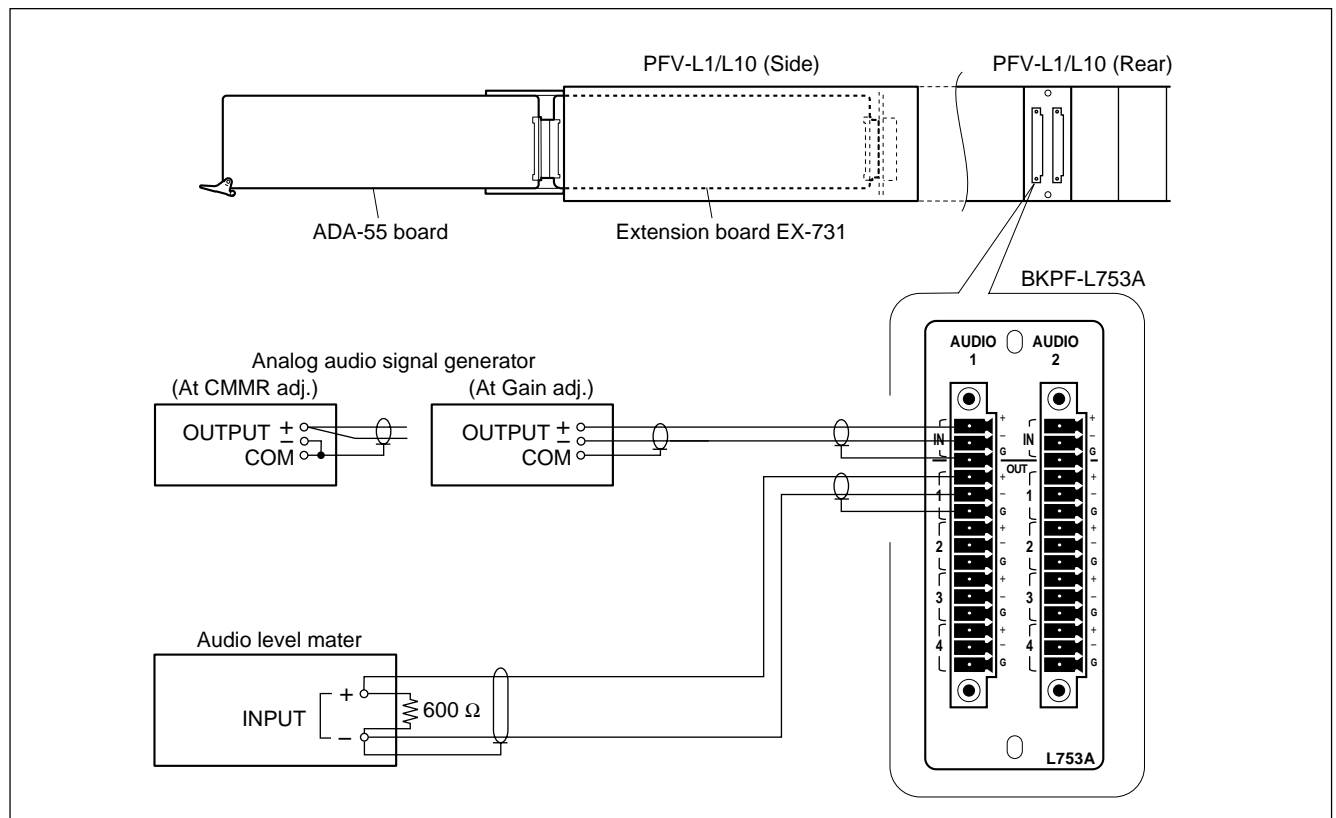 PFV-L1/L10 (Side)
PFV-L1/L10 (Rear)
ADA-55 board
Extension board EX-731
BKPF-L753A
Analog audio signal generator
(At CMMR adj.)
(At Gain adj.)
OUTPUT +
−
COM
OUTPUT +
−
COM
Audio level mater
INPUT
+
−
600 Ω
AUDIO
1
AUDIO
2
IN
+
−
G
IN
+
−
G
OUT
1
+
−
G
1
+
−
G
2
+
−
G
2
+
−
G
3
+
−
G
3
+
−
G
4
+
−
G
4
+
−
G
L753A